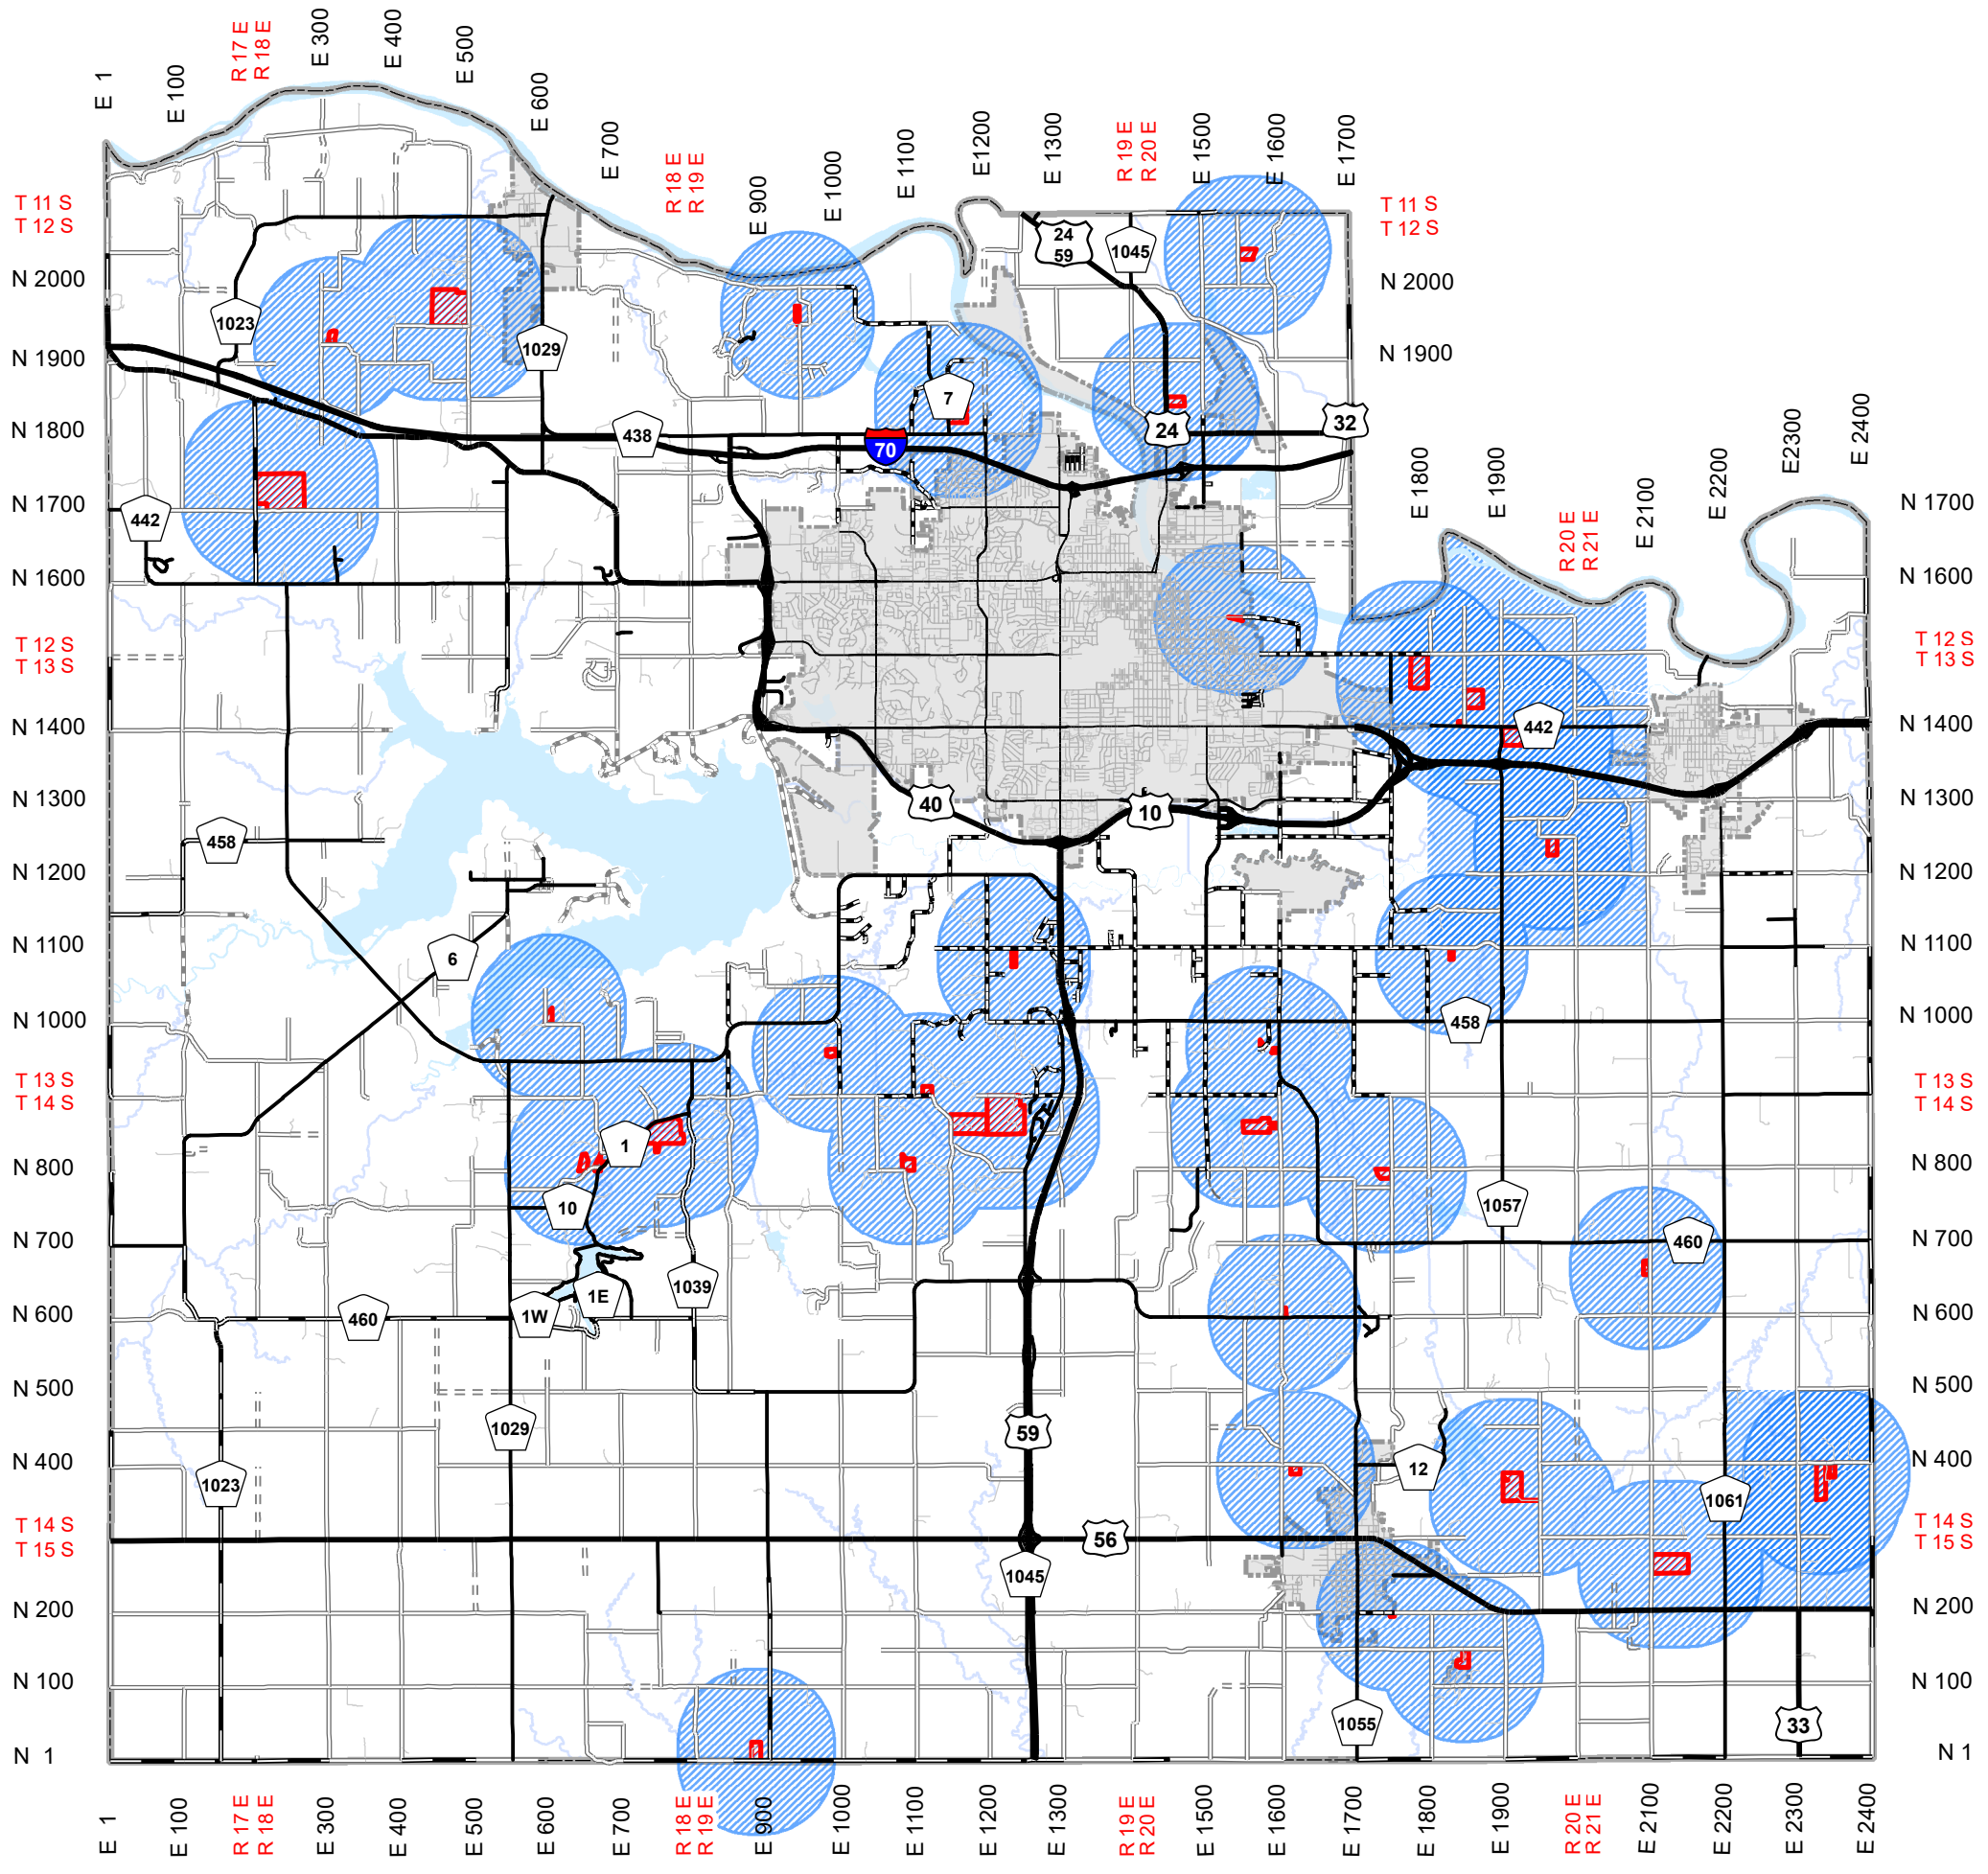 E 1
E 100
R 17 E
R 18 E
E 300
E 400
E 500
E 600
E 700
R 18 E
R 19 E
E 900
E 1000
E 1100
E1200
E 1300
R 19 E
R 20 E
E 1500
E 1600
E 1700
E 1800
E 1900
R 20 E
R 21 E
E 2100
E 2200
E2300
E 2400
T 11 S
T 12 S
N 2000
N 1900
N 1800
N 1700
N 1600
T 12 S
T 13 S
N 1400
N 1300
N 1200
N 1100
N 1000
T 13 S
T 14 S
N 800
N 700
N 600
N 500
N 400
T 14 S
T 15 S
N 200
N 100
N 1
T 11 S
T 12 S
N 2000
N 1900
N 1700
N 1600
T 12 S
T 13 S
N 1400
N 1300
N 1200
N 1100
N 1000
T 13 S
T 14 S
N 800
N 700
N 600
N 500
N 400
T 14 S
T 15 S
N 200
N 100
N 1
24
59
1045
1023
1029
7
438
70
24
32
442
442
40
10
458
6
458
1
10
1057
460
1039
1E
1W
460
1029
59
12
1023
1061
56
1045
1055
33
E 1
E 100
R 17 E
R 18 E
E 300
E 400
E 500
E 600
E 700
R 18 E
R 19 E
E 900
E 1000
E 1100
E 1200
E 1300
R 19 E
R 20 E
E 1500
E 1600
E 1700
E 1800
E 1900
R 20 E
R 21 E
E 2100
E 2200
E 2300
E 2400